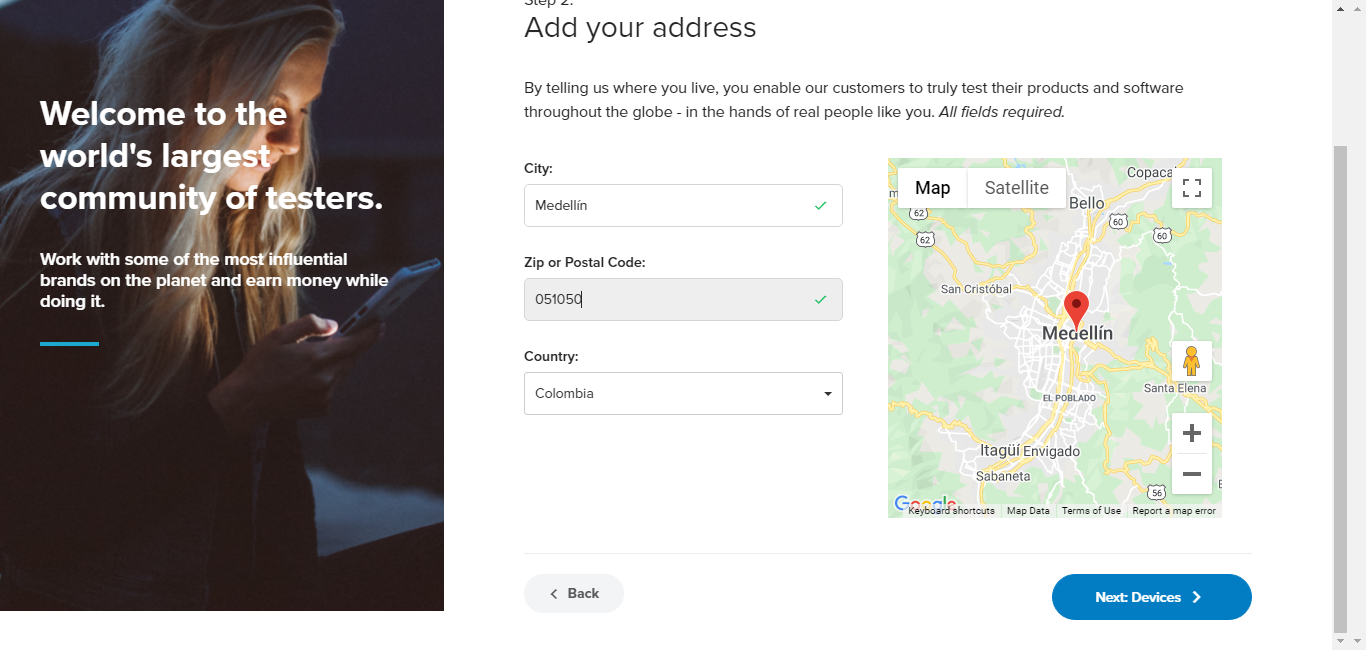 Welcome to the
world's largest
community of testers.
Work with some of the most influential
brands on the planet and earn money while
doing it.
Step 2:
Add your address
By telling us where you live, you enable our customers to truly test their products and software
throughout the globe - in the hands of real people like you. All fields required.
City:
Medellín
Zip or Postal Code:
051050
Country:
Colombia
Map
Satellite
Copaca
Bello
62
60
60
62
San Cristóbal
Medellín
Santa Elena
EL POBLADO
Itagüí
Envigado
Sabaneta
56
Google
Keyboard shortcuts
Map Data
Terms of Use
Report a map error
Back
Next: Devices